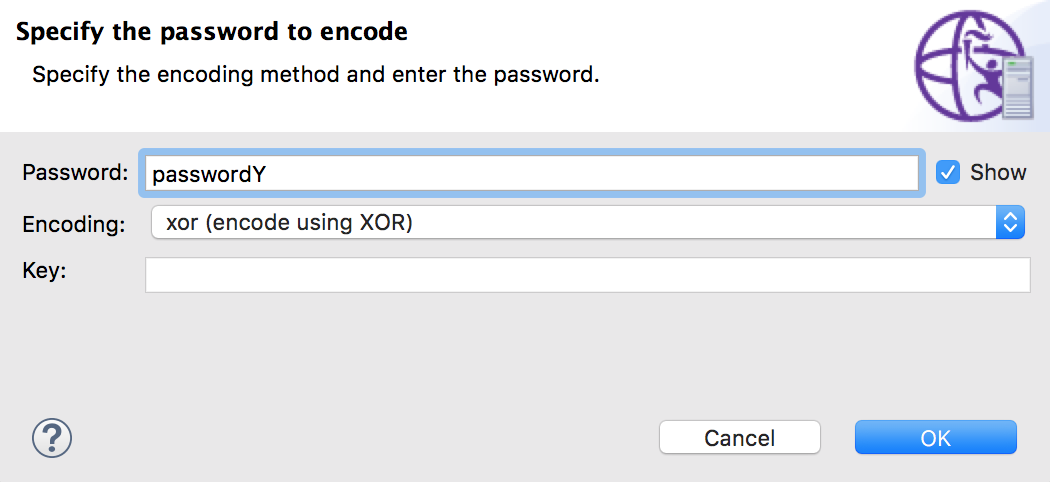 Specify the password to encode
Specify the encoding method and enter the password.
Password: passwordY Show
Encoding: xor (encode using XOR)
Key:
? Cancel OK